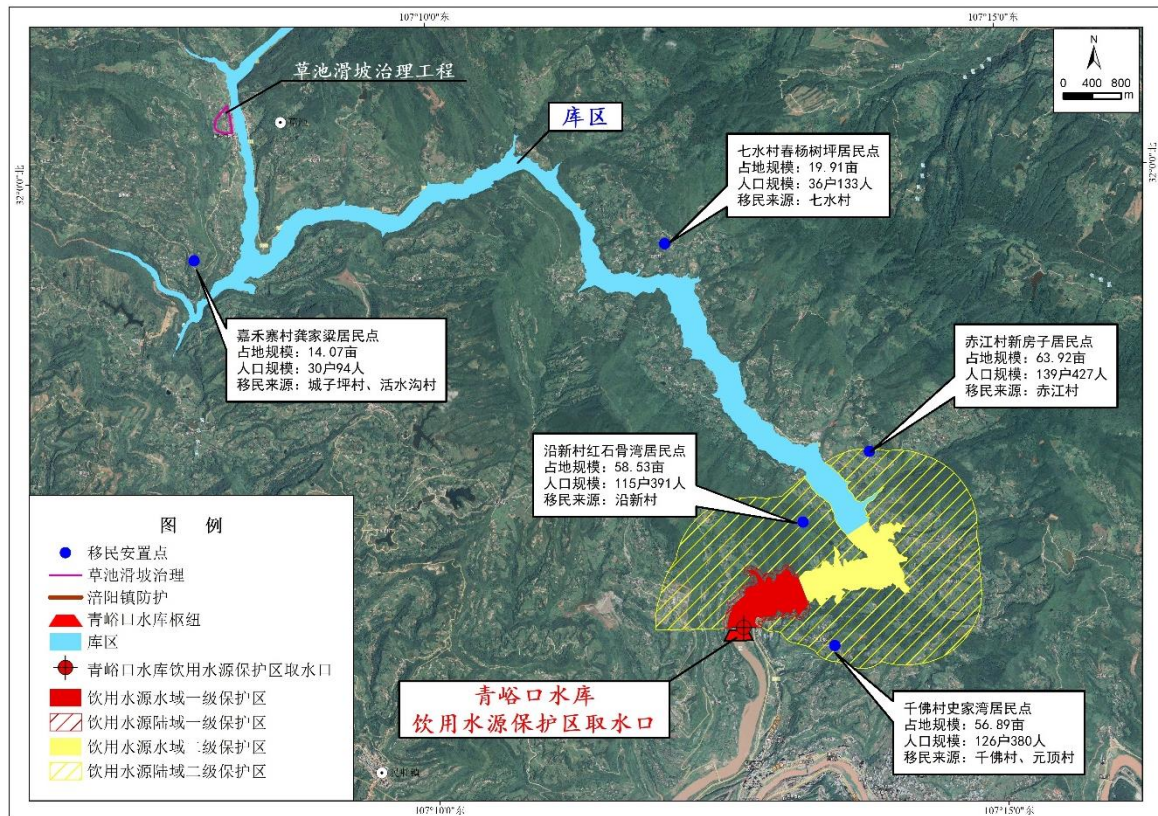 107°10'0"东
107°15'0"东
N
0 400 800
m
草池滑坡治理工程
库区
32°0'0"北
32°0'0"北
七水村春杨树坪居民点
占地规模：19.91亩
人口规模：36户133人
移民来源：七水村
嘉禾寨村龚家梁居民点
占地规模：14.07亩
人口规模：30户94人
移民来源：城子坪村、活水沟村
赤江村新房子居民点
占地规模：63.92亩
人口规模：139户427人
移民来源：赤江村
沿新村红石骨湾居民点
占地规模：58.53亩
人口规模：115户391人
移民来源：沿新村
青峪口水库
饮用水源保护区取水口
千佛村史家湾居民点
占地规模：56.89亩
人口规模：126户380人
移民来源：千佛村、元顶村
图 例
移民安置点
草池滑坡治理
涪阳镇防护
青峪口水库枢纽
库区
青峪口水库饮用水源保护区取水口
饮用水源水域一级保护区
饮用水源陆域一级保护区
饮用水源水域二级保护区
饮用水源陆域二级保护区
107°10'0"东
107°15'0"东